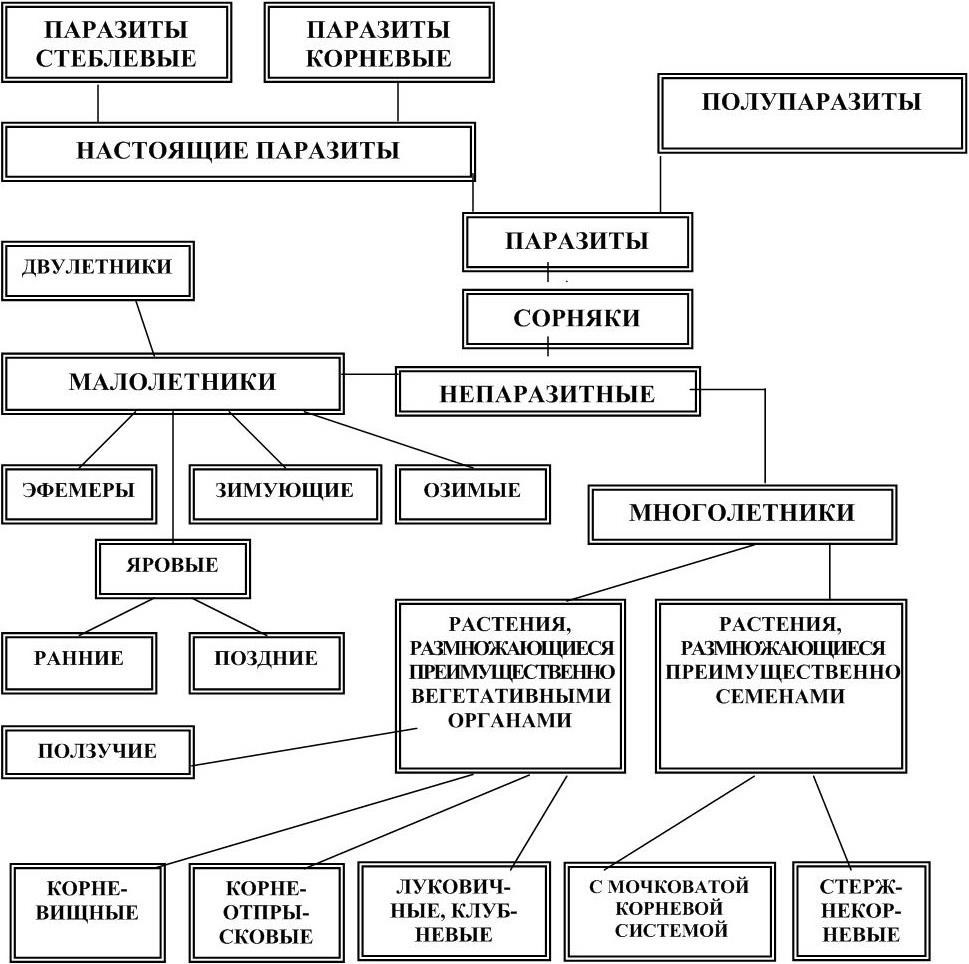 ПАРАЗИТЫ
СТЕБЛЕВЫЕ
ПАРАЗИТЫ
КОРНЕВЫЕ
ПОЛУПАРАЗИТЫ
НАСТОЯЩИЕ ПАРАЗИТЫ
ПАРАЗИТЫ
ДВУЛЕТНИКИ
СОРНЯКИ
МАЛОЛЕТНИКИ
НЕПАРАЗИТНЫЕ
ЭФЕМЕРЫ
ЗИМУЮЩИЕ
ОЗИМЫЕ
МНОГОЛЕТНИКИ
ЯРОВЫЕ
РАННИЕ
ПОЗДНИЕ
РАСТЕНИЯ,
РАЗМНОЖАЮЩИЕСЯ
ПРЕИМУЩЕСТВЕННО
ВЕГЕТАТИВНЫМИ
ОРГАНАМИ
РАСТЕНИЯ,
РАЗМНОЖАЮЩИЕСЯ
ПРЕИМУЩЕСТВЕННО
СЕМЕНАМИ
ПОЛЗУЧИЕ
КОРНЕ-
ВИЩНЫЕ
КОРНЕ-
ОТПРЫ-
СКОВЫЕ
ЛУКОВИЧ-
НЫЕ, КЛУБ-
НЕВЫЕ
С МОЧКОВАТОЙ
КОРНЕВОЙ
СИСТЕМОЙ
СТЕРЖ-
НЕКОР-
НЕВЫЕ